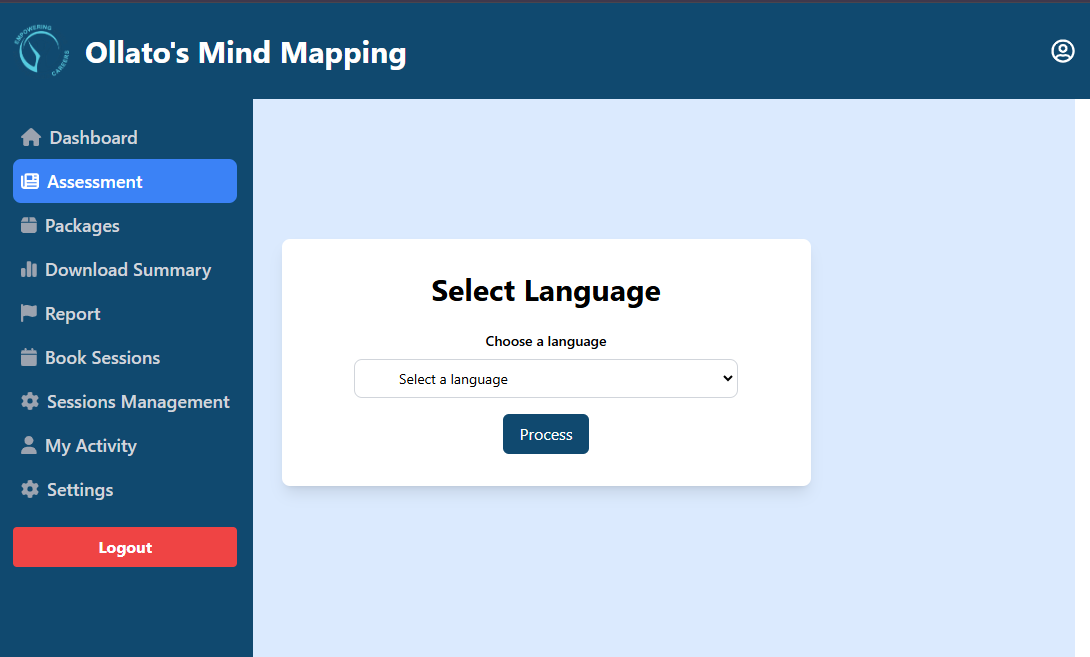 EMPOWERING
CAREERS
Ollato's Mind Mapping
Dashboard
Assessment
Packages
Download Summary
Report
Book Sessions
Sessions Management
My Activity
Settings
Logout
Select Language
Choose a language
Select a language
Process